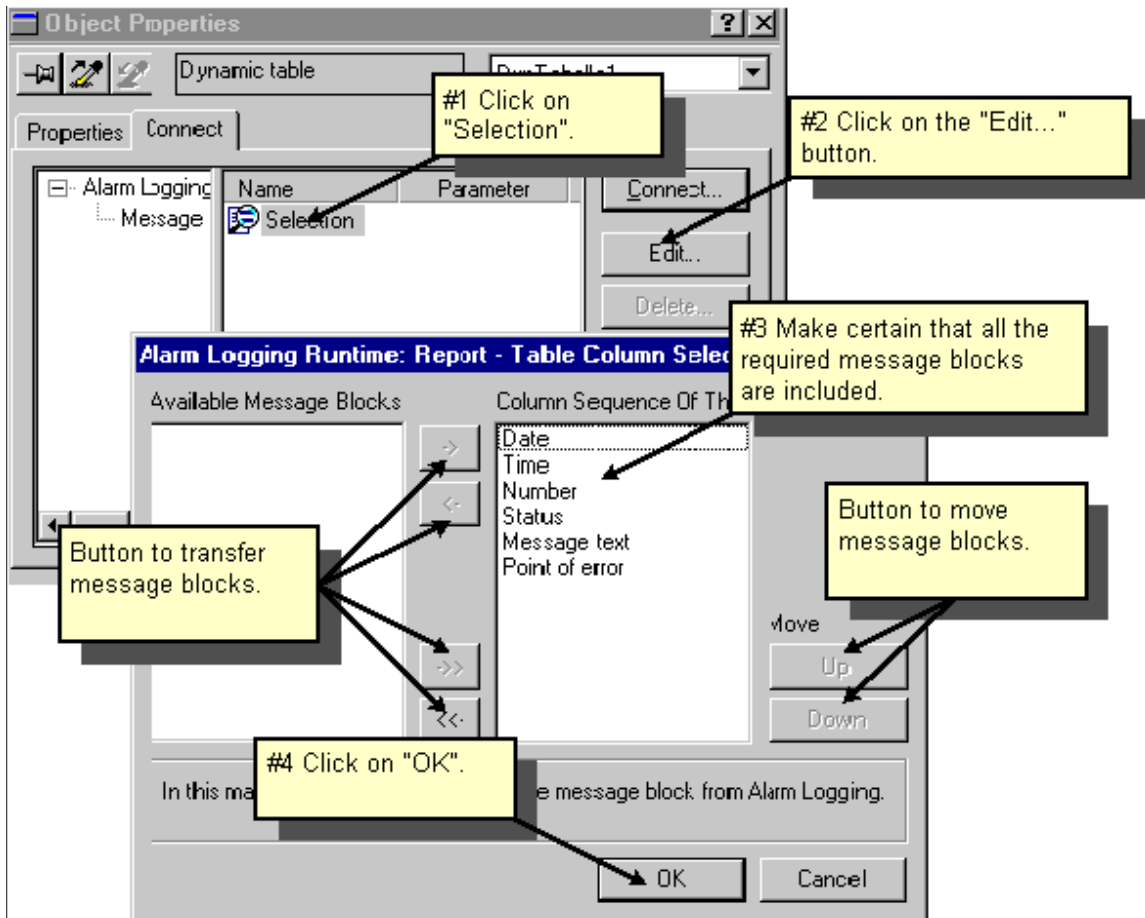 Object Properties
Dynamic table
#1 Click on
"Selection".
#2 Click on the "Edit..."
button.
Properties
Connect
Alarm Logging
Message
Name
Parameter
Selection
Connect...
Edit...
Delete...
#3 Make certain that all the
required message blocks
are included.
Alarm Logging Runtime: Report - Table Column Selec
Available Message Blocks
Column Sequence Of Th
->
<-
->>
<<-
Date
Time
Number
Status
Message text
Point of error
Button to transfer
message blocks.
Button to move
message blocks.
Move
Up
Down
#4 Click on "OK".
In this ma
e message block from Alarm Logging.
OK
Cancel